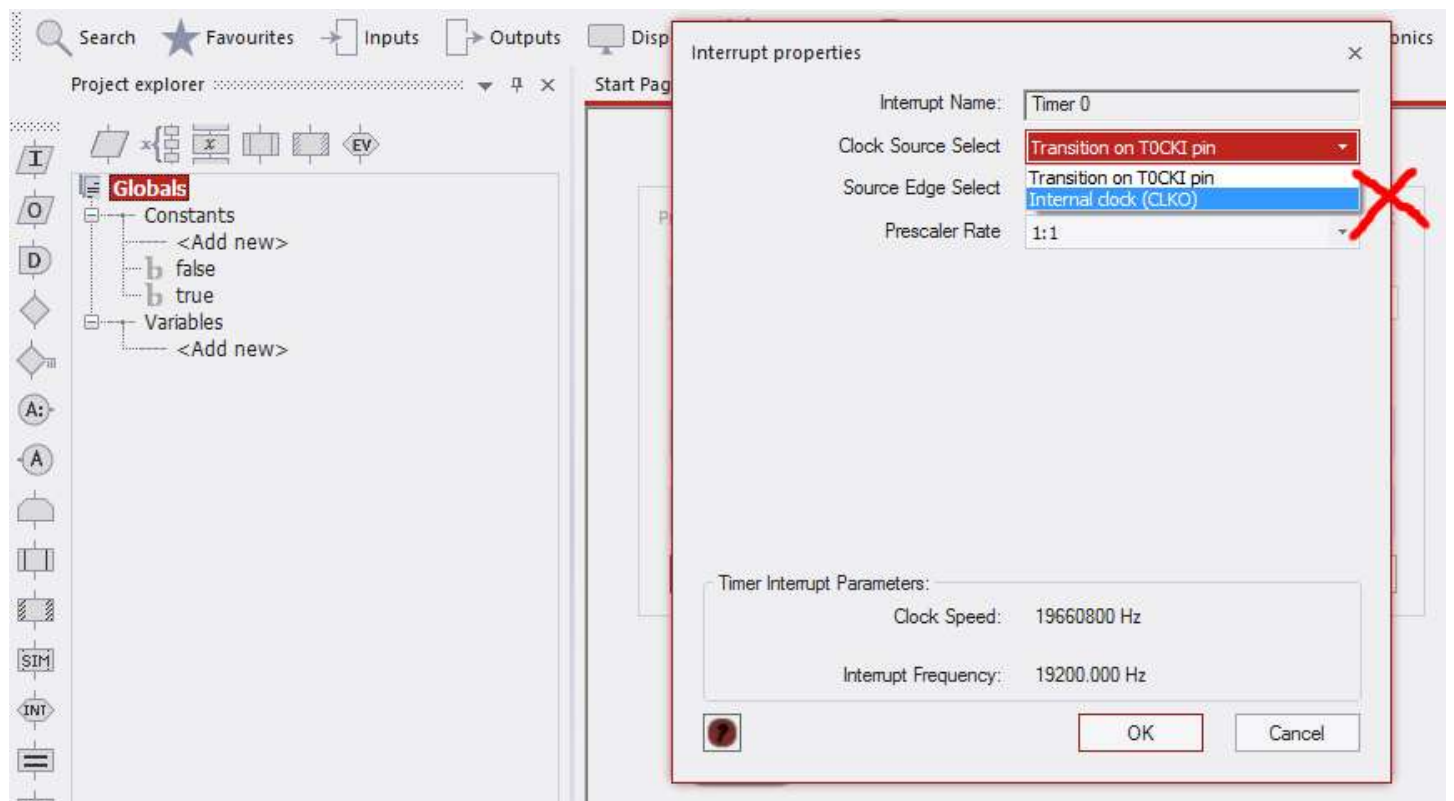 Search Favourites Inputs Outputs Disp onics
Project explorer
Start Pag
I
O
D
A:
A
SIM
INT
x
x
EV
Globals
Constants
<Add new>
b false
b true
Variables
<Add new>
P
Interrupt properties
Interrupt Name: Timer 0
Clock Source Select Transition on T0CKI pin
Transition on T0CKI pin
Source Edge Select Internal clock (CLKO)
Prescaler Rate 1:1
Timer Interrupt Parameters:
Clock Speed: 19660800 Hz
Interrupt Frequency: 19200.000 Hz
?
OK Cancel